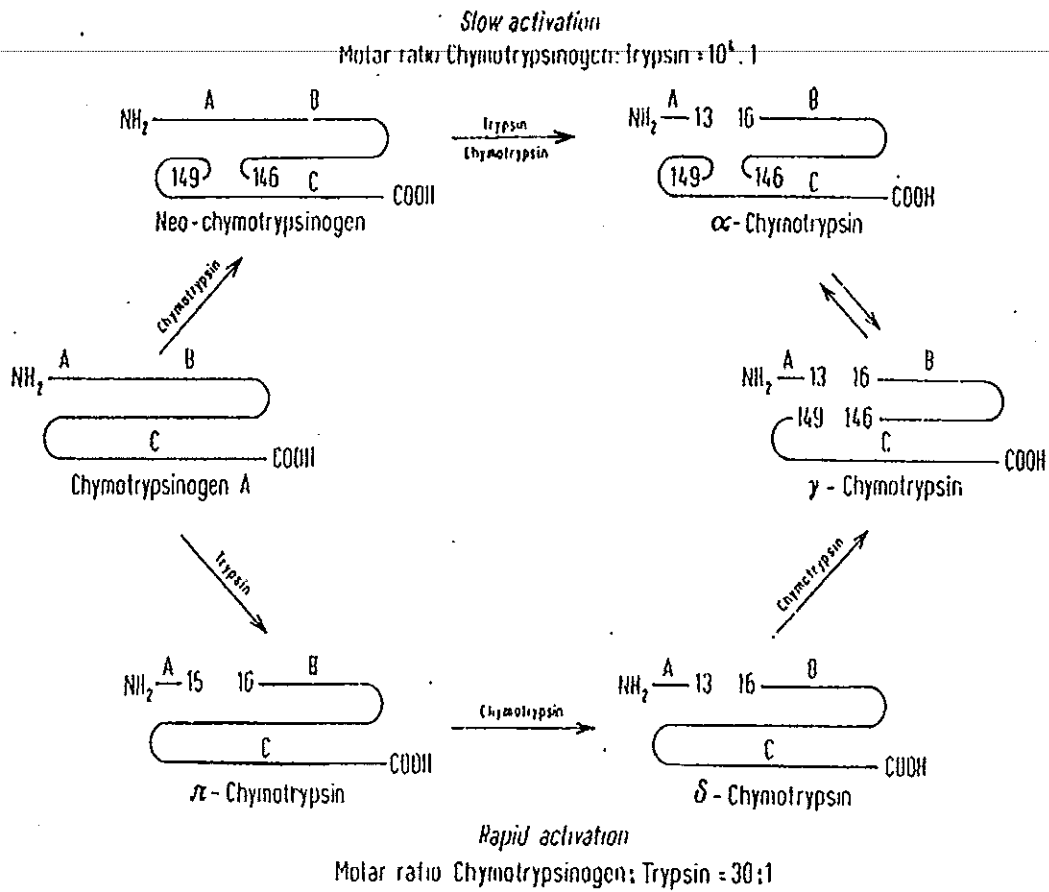 Slow activation
Molar ratio Chymotrypsinogen: Trypsin = 10⁴: 1
A B
NH₂
149 146 C COOH
Neo-chymotrypsinogen
Trypsin
Chymotrypsin
A B
NH₂ 13 16
149 146 C COOH
α-Chymotrypsin
Chymotrypsin
A B
NH₂
C COOH
Chymotrypsinogen A
A B
NH₂ 13 16
149 146
C COOH
γ-Chymotrypsin
Trypsin
Chymotrypsin
A B
NH₂ 15 16
C COOH
π-Chymotrypsin
Chymotrypsin
A B
NH₂ 13 16
C COOH
δ-Chymotrypsin
Rapid activation
Molar ratio Chymotrypsinogen: Trypsin = 30:1